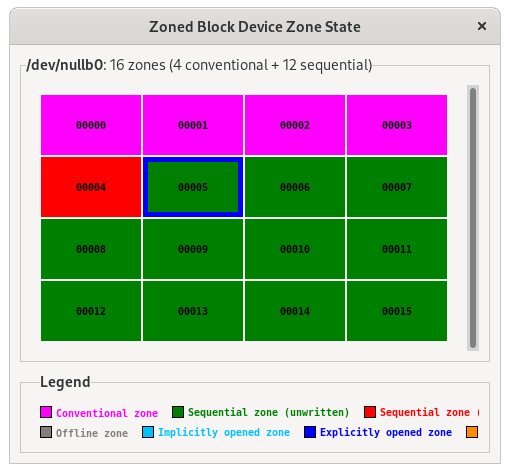 Zoned Block Device Zone State ×
/dev/nullb0: 16 zones (4 conventional + 12 sequential)
00000 00001 00002 00003
00004 00005 00006 00007
00008 00009 00010 00011
00012 00013 00014 00015
Legend
Conventional zone Sequential zone (unwritten) Sequential zone (
Offline zone Implicitly opened zone Explicitly opened zone